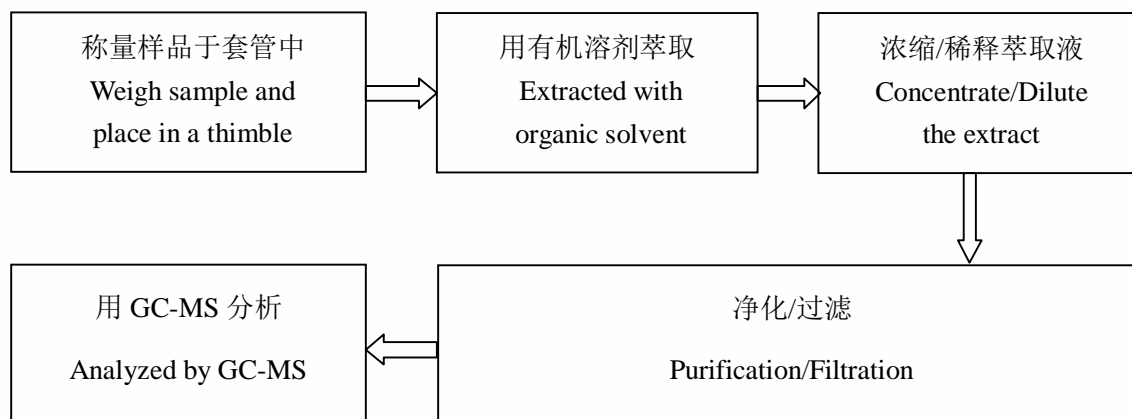 称量样品于套管中
Weigh sample and
place in a thimble
用有机溶剂萃取
Extracted with
organic solvent
浓缩/稀释萃取液
Concentrate/Dilute
the extract
净化/过滤
Purification/Filtration
用 GC-MS 分析
Analyzed by GC-MS